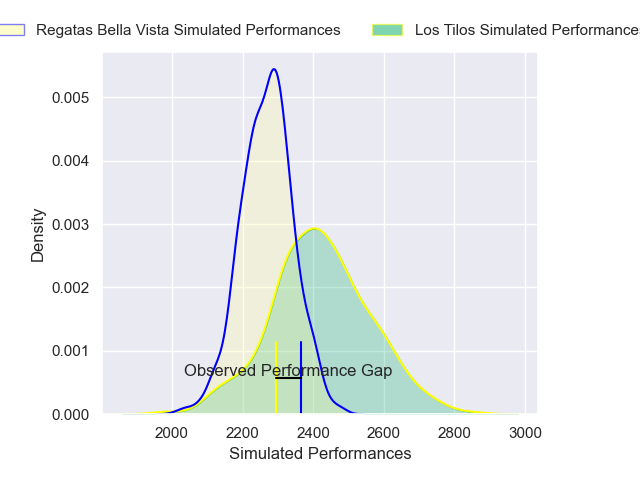 Regatas Bella Vista Simulated Performances
Los Tilos Simulated Performances
Density
0.005
0.004
0.003
0.002
0.001
0.000
Observed Performance Gap
2000 2200 2400 2600 2800 3000
Simulated Performances